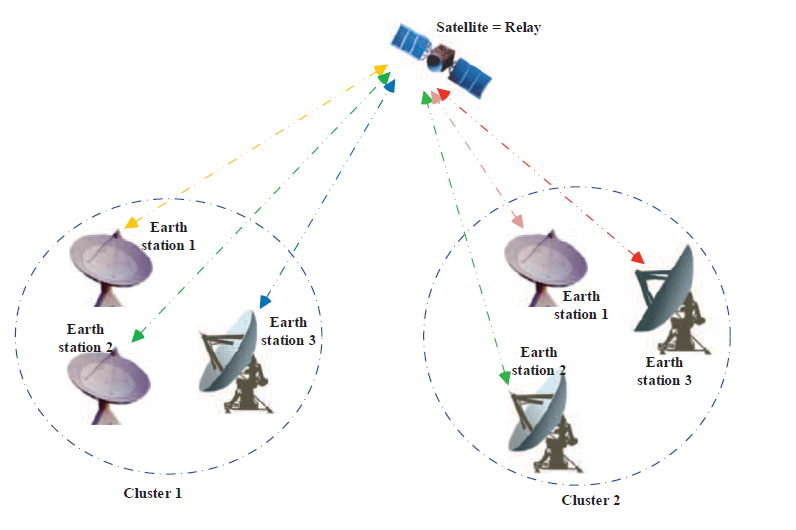 Satellite = Relay
Earth
station 1
Earth
station 2
Earth
station 3
Cluster 1
Earth
station 1
Earth
station 2
Earth
station 3
Cluster 2